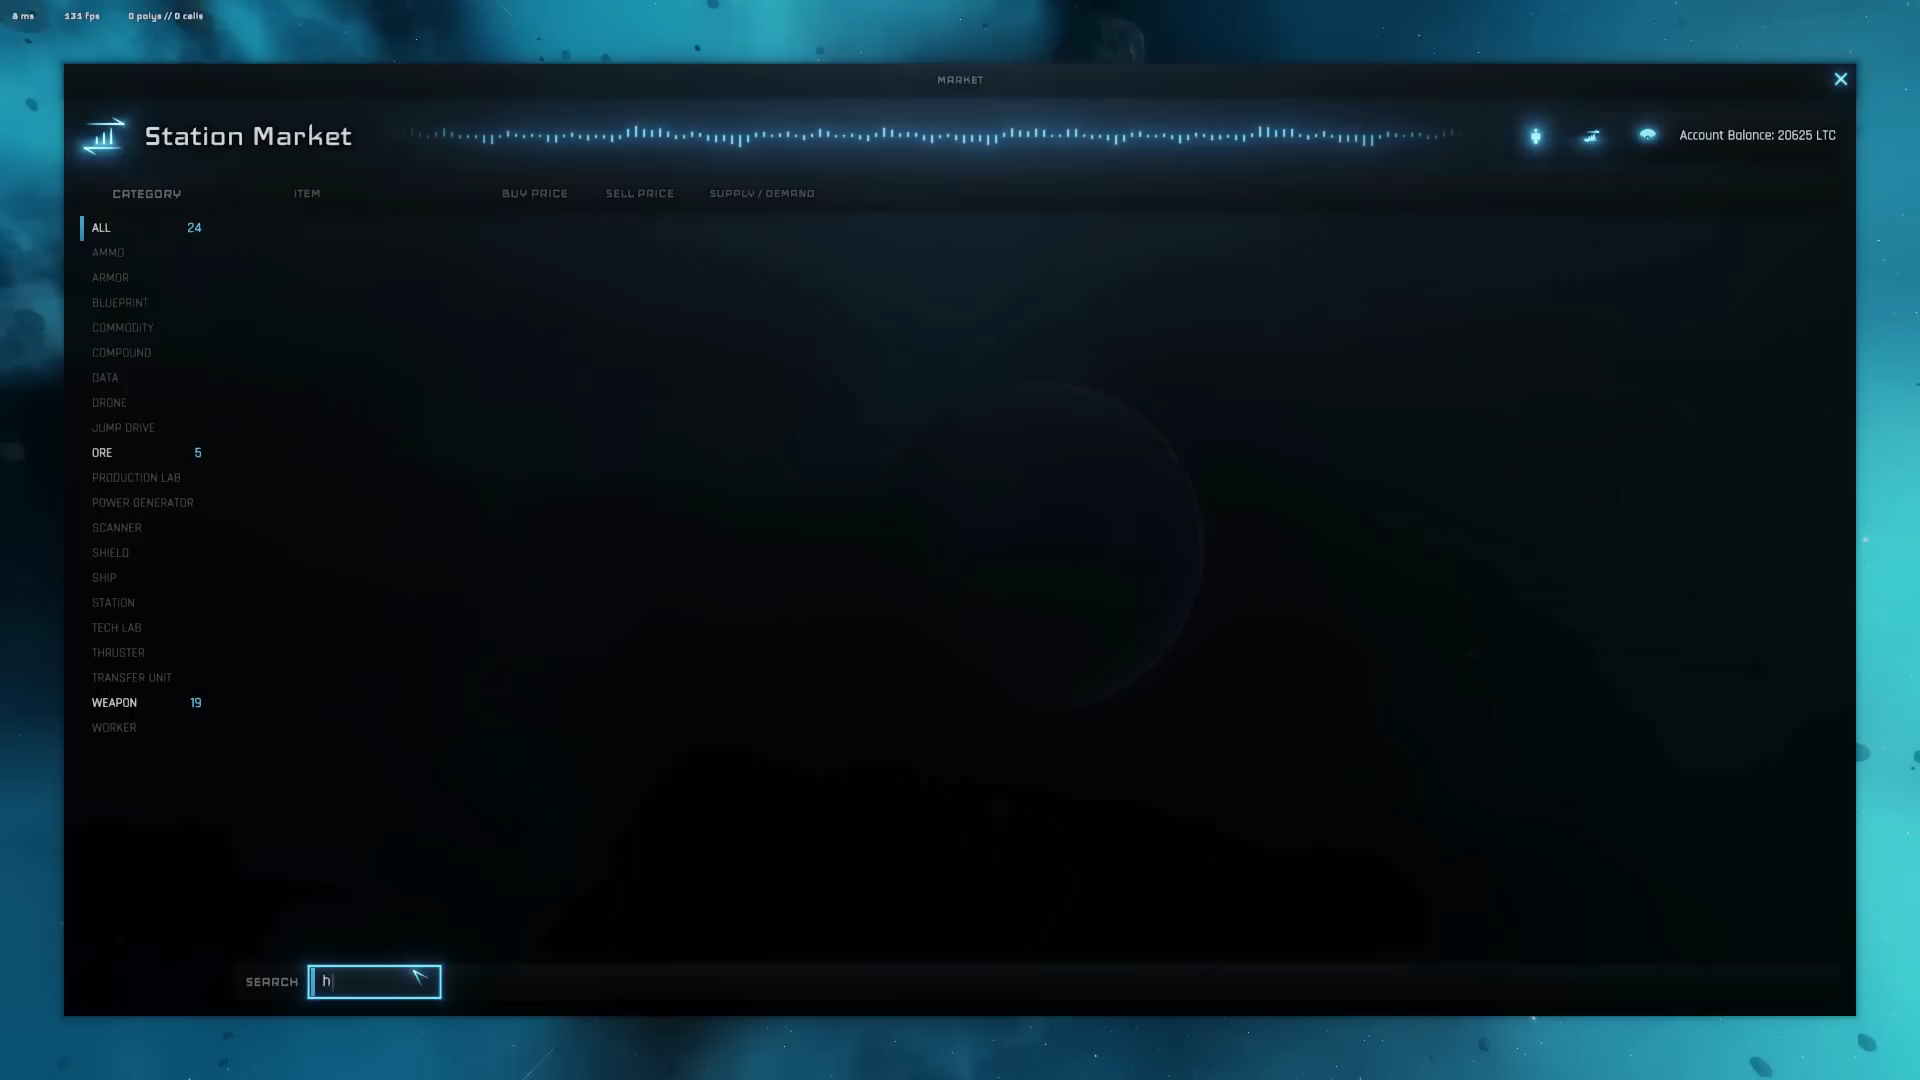 8 ms 131 fps 0 polys // 0 cells
MARKET
Station Market
Account Balance: 20625 LTC
CATEGORY ITEM BUY PRICE SELL PRICE SUPPLY / DEMAND
ALL 24
AMMO
ARMOR
BLUEPRINT
COMMODITY
COMPOUND
DATA
DRONE
JUMP DRIVE
ORE 5
PRODUCTION LAB
POWER GENERATOR
SCANNER
SHIELD
SHIP
STATION
TECH LAB
THRUSTER
TRANSFER UNIT
WEAPON 19
WORKER
SEARCH h